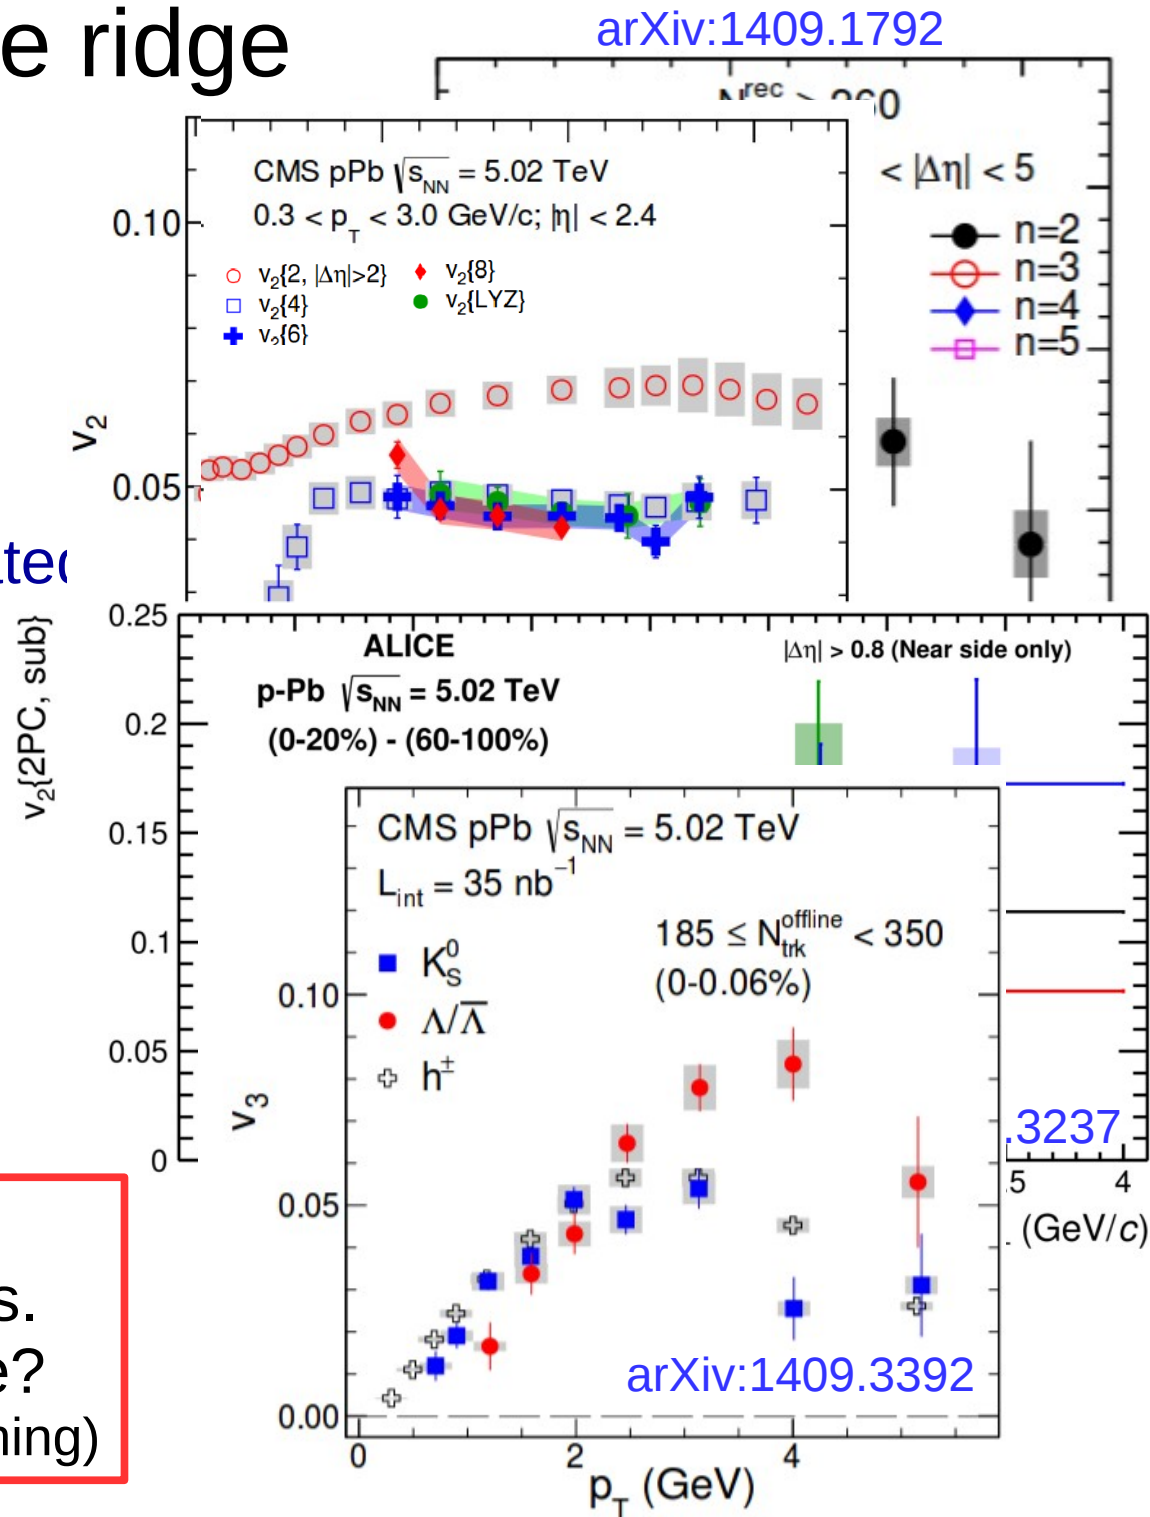 e ridge
arXiv:1409.1792
CMS pPb √sNN = 5.02 TeV
0.3 < pT < 3.0 GeV/c; |η| < 2.4
< |Δη| < 5
n=2
n=3
n=4
n=5
v2{2, |Δη|>2}
v2{4}
v2{6}
v2{8}
v2{LYZ}
0.10
0.05
v2
v2{2PC, sub}
0.25
0.2
0.15
0.1
0.05
0
ALICE
p-Pb √sNN = 5.02 TeV
(0-20%) - (60-100%)
|Δη| > 0.8 (Near side only)
CMS pPb √sNN = 5.02 TeV
Lint = 35 nb−1
185 ≤ Ntrk offline < 350
(0-0.06%)
K0S
Λ/Λ̅
h±
v3
0.10
0.05
0.00
0
2
4
pT (GeV)
arXiv:1409.3392
.3237
.5
4
(GeV/c)
s.
e?
ning)